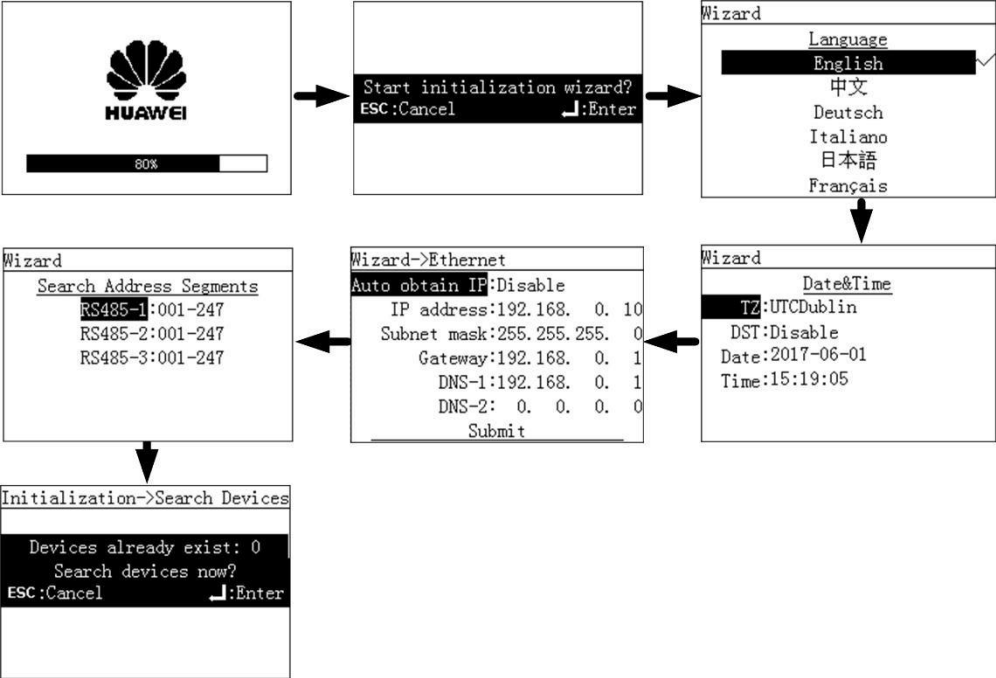 HUAWEI
80%
Start initialization wizard?
ESC:Cancel :Enter
Wizard
Language
English
中文
Deutsch
Italiano
日本語
Français
Wizard
Date&Time
TZ:UTCDublin
DST:Disable
Date:2017-06-01
Time:15:19:05
Wizard->Ethernet
Auto obtain IP:Disable
IP address:192.168. 0. 10
Subnet mask:255.255.255. 0
Gateway:192.168. 0. 1
DNS-1:192.168. 0. 1
DNS-2: 0. 0. 0. 0
Submit
Wizard
Search Address Segments
RS485-1:001-247
RS485-2:001-247
RS485-3:001-247
Initialization->Search Devices
Devices already exist: 0
Search devices now?
ESC:Cancel :Enter